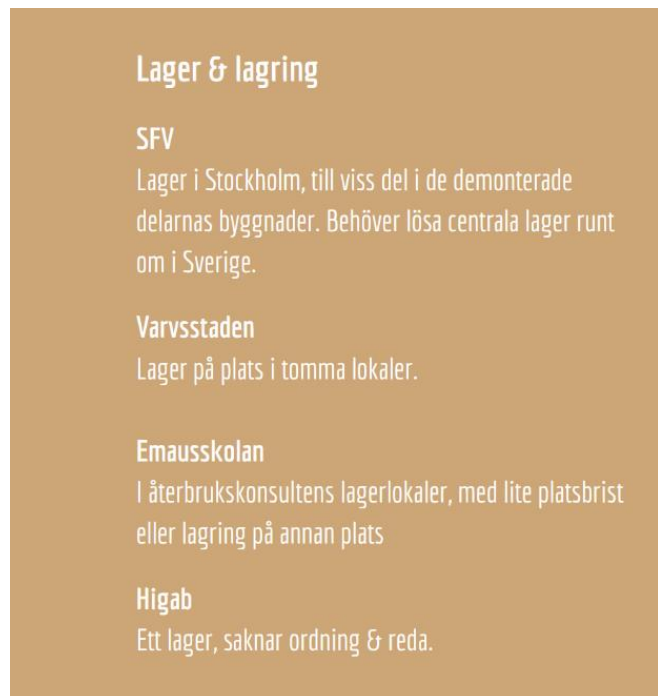 Lager & lagring
SFV
Lager i Stockholm, till viss del i de demonterade
delarnas byggnader. Behöver lösa centrala lager runt
om i Sverige.
Varvsstaden
Lager på plats i tomma lokaler.
Emausskolan
I återbrukskonsultens lagerlokaler, med lite platsbrist
eller lagring på annan plats
Higab
Ett lager, saknar ordning & reda.